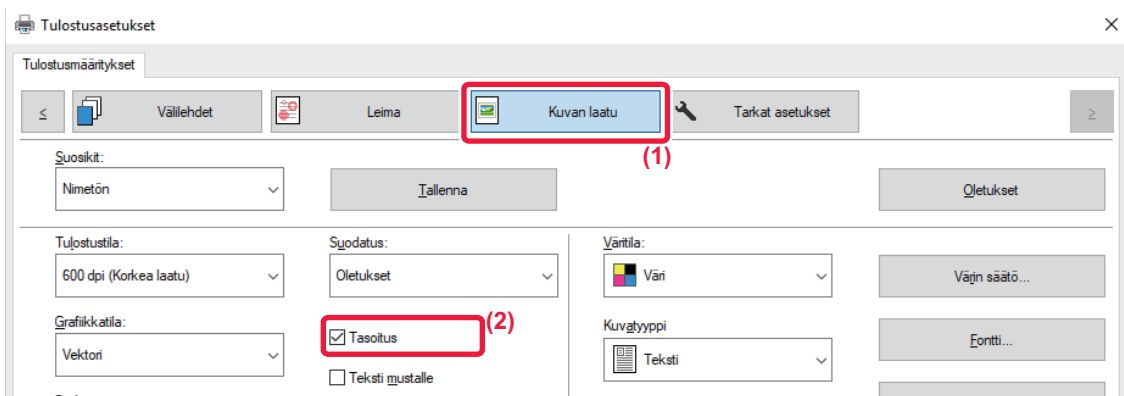 Tulostusasetukset
Tulostusmääritykset
< Välilehdet Leima Kuvan laatu Tarkat asetukset >
(1)
Suosikit:
Nimetön Tallenna Oletukset
Tulostustila: Suodatus: Väritila:
600 dpi (Korkea laatu) Oletukset Väri Värin säätö...
Grafiikkatila: (2) Kuvatyyppi
Vektori Tasoitus Teksti Fontti...
Teksti mustalle